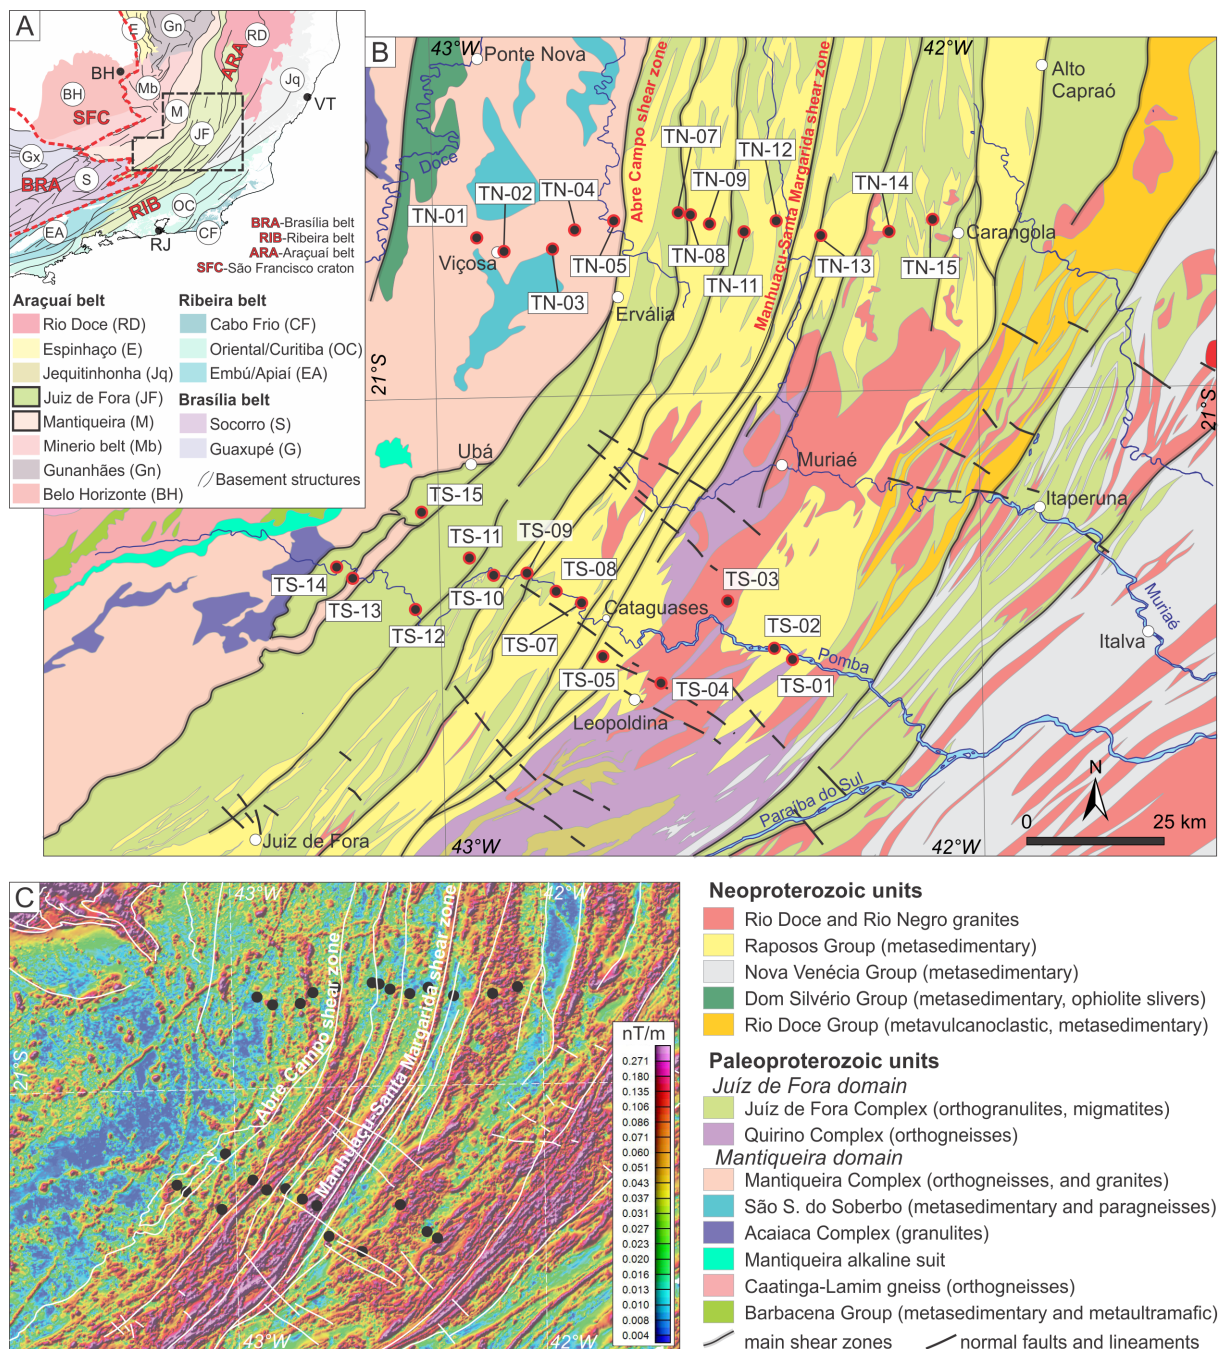 A
E
Gn
RD
ARA
BH
Mb
Jq
BH
SFC
M
VT
JF
Gx
S
BRA
RIB
OC
EA
RJ
CF
BRA-Brasília belt
RIB-Ribeira belt
ARA-Araçuaí belt
SFC-São Francisco craton
Araçuaí belt
Rio Doce (RD)
Espinhaço (E)
Jequitinhonha (Jq)
Juiz de Fora (JF)
Mantiqueira (M)
Minerio belt (Mb)
Gunanhães (Gn)
Belo Horizonte (BH)
Ribeira belt
Cabo Frio (CF)
Oriental/Curitiba (OC)
Embú/Apiaí (EA)
Brasília belt
Socorro (S)
Guaxupé (G)
Basement structures
B
43°W
42°W
Ponte Nova
Alto
Capraó
Doce
Abre Campo shear zone
Manhuaçu-Santa Margarida shear zone
TN-07
TN-12
TN-09
TN-14
TN-04
TN-02
TN-01
Viçosa
TN-05
TN-08
TN-13
TN-15
Carangola
TN-11
TN-03
Ervália
21°S
21°S
Ubá
Muriaé
Itaperuna
TS-15
TS-11
TS-09
TS-08
TS-14
TS-13
TS-10
TS-03
Cataguases
TS-12
TS-07
TS-02
Muriaé
Italva
Pomba
TS-05
TS-04
TS-01
Leopoldina
Paraíba do Sul
N
0
25 km
Juiz de Fora
43°W
42°W
C
43°W
42°W
21°S
Abre Campo shear zone
Manhuaçu-Santa Margarida shear zone
43°W
42°W
nT/m
0.271
0.180
0.135
0.106
0.086
0.071
0.060
0.051
0.043
0.037
0.031
0.027
0.023
0.020
0.016
0.013
0.010
0.008
0.004
Neoproterozoic units
Rio Doce and Rio Negro granites
Raposos Group (metasedimentary)
Nova Venécia Group (metasedimentary)
Dom Silvério Group (metasedimentary, ophiolite slivers)
Rio Doce Group (metavulcanoclastic, metasedimentary)
Paleoproterozoic units
Juíz de Fora domain
Juíz de Fora Complex (orthogranulites, migmatites)
Quirino Complex (orthogneisses)
Mantiqueira domain
Mantiqueira Complex (orthogneisses, and granites)
São S. do Soberbo (metasedimentary and paragneisses)
Acaiaca Complex (granulites)
Mantiqueira alkaline suit
Caatinga-Lamim gneiss (orthogneisses)
Barbacena Group (metasedimentary and metaultramafic)
main shear zones
normal faults and lineaments